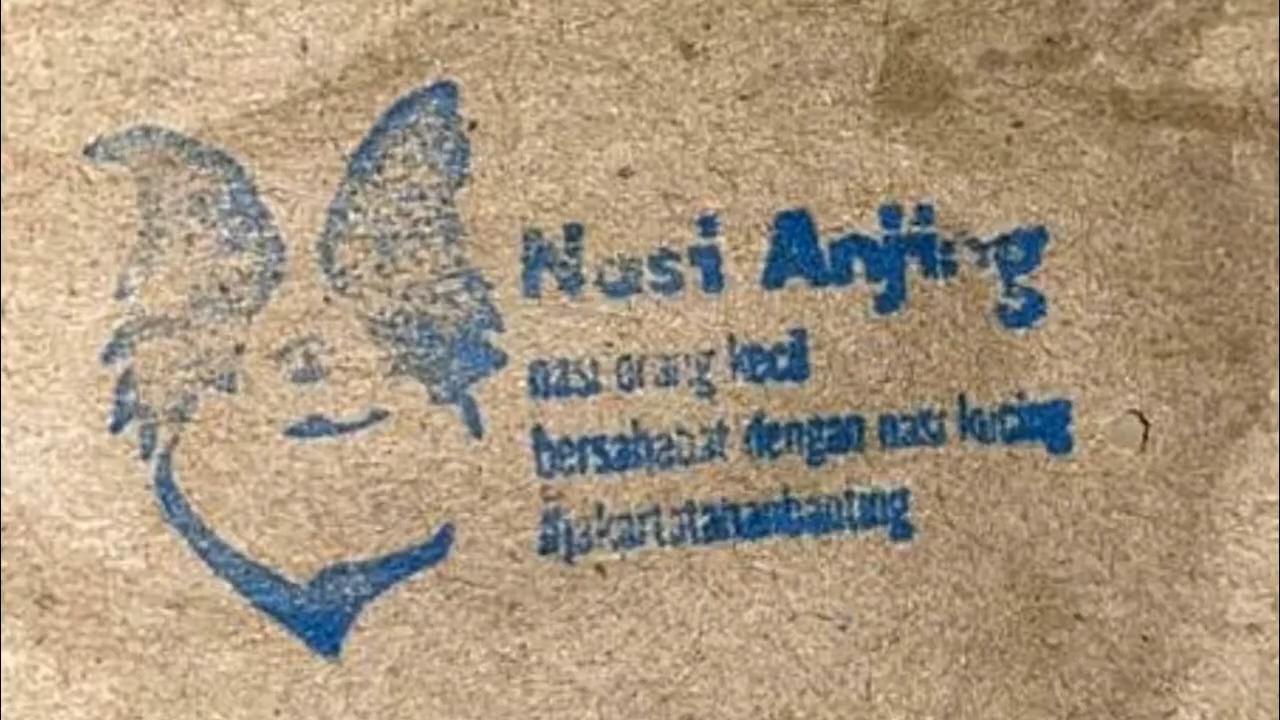 Nasi Anjing
nasi orang kecil
bersahabat dengan nasi kucing
#jakartatahanbanting